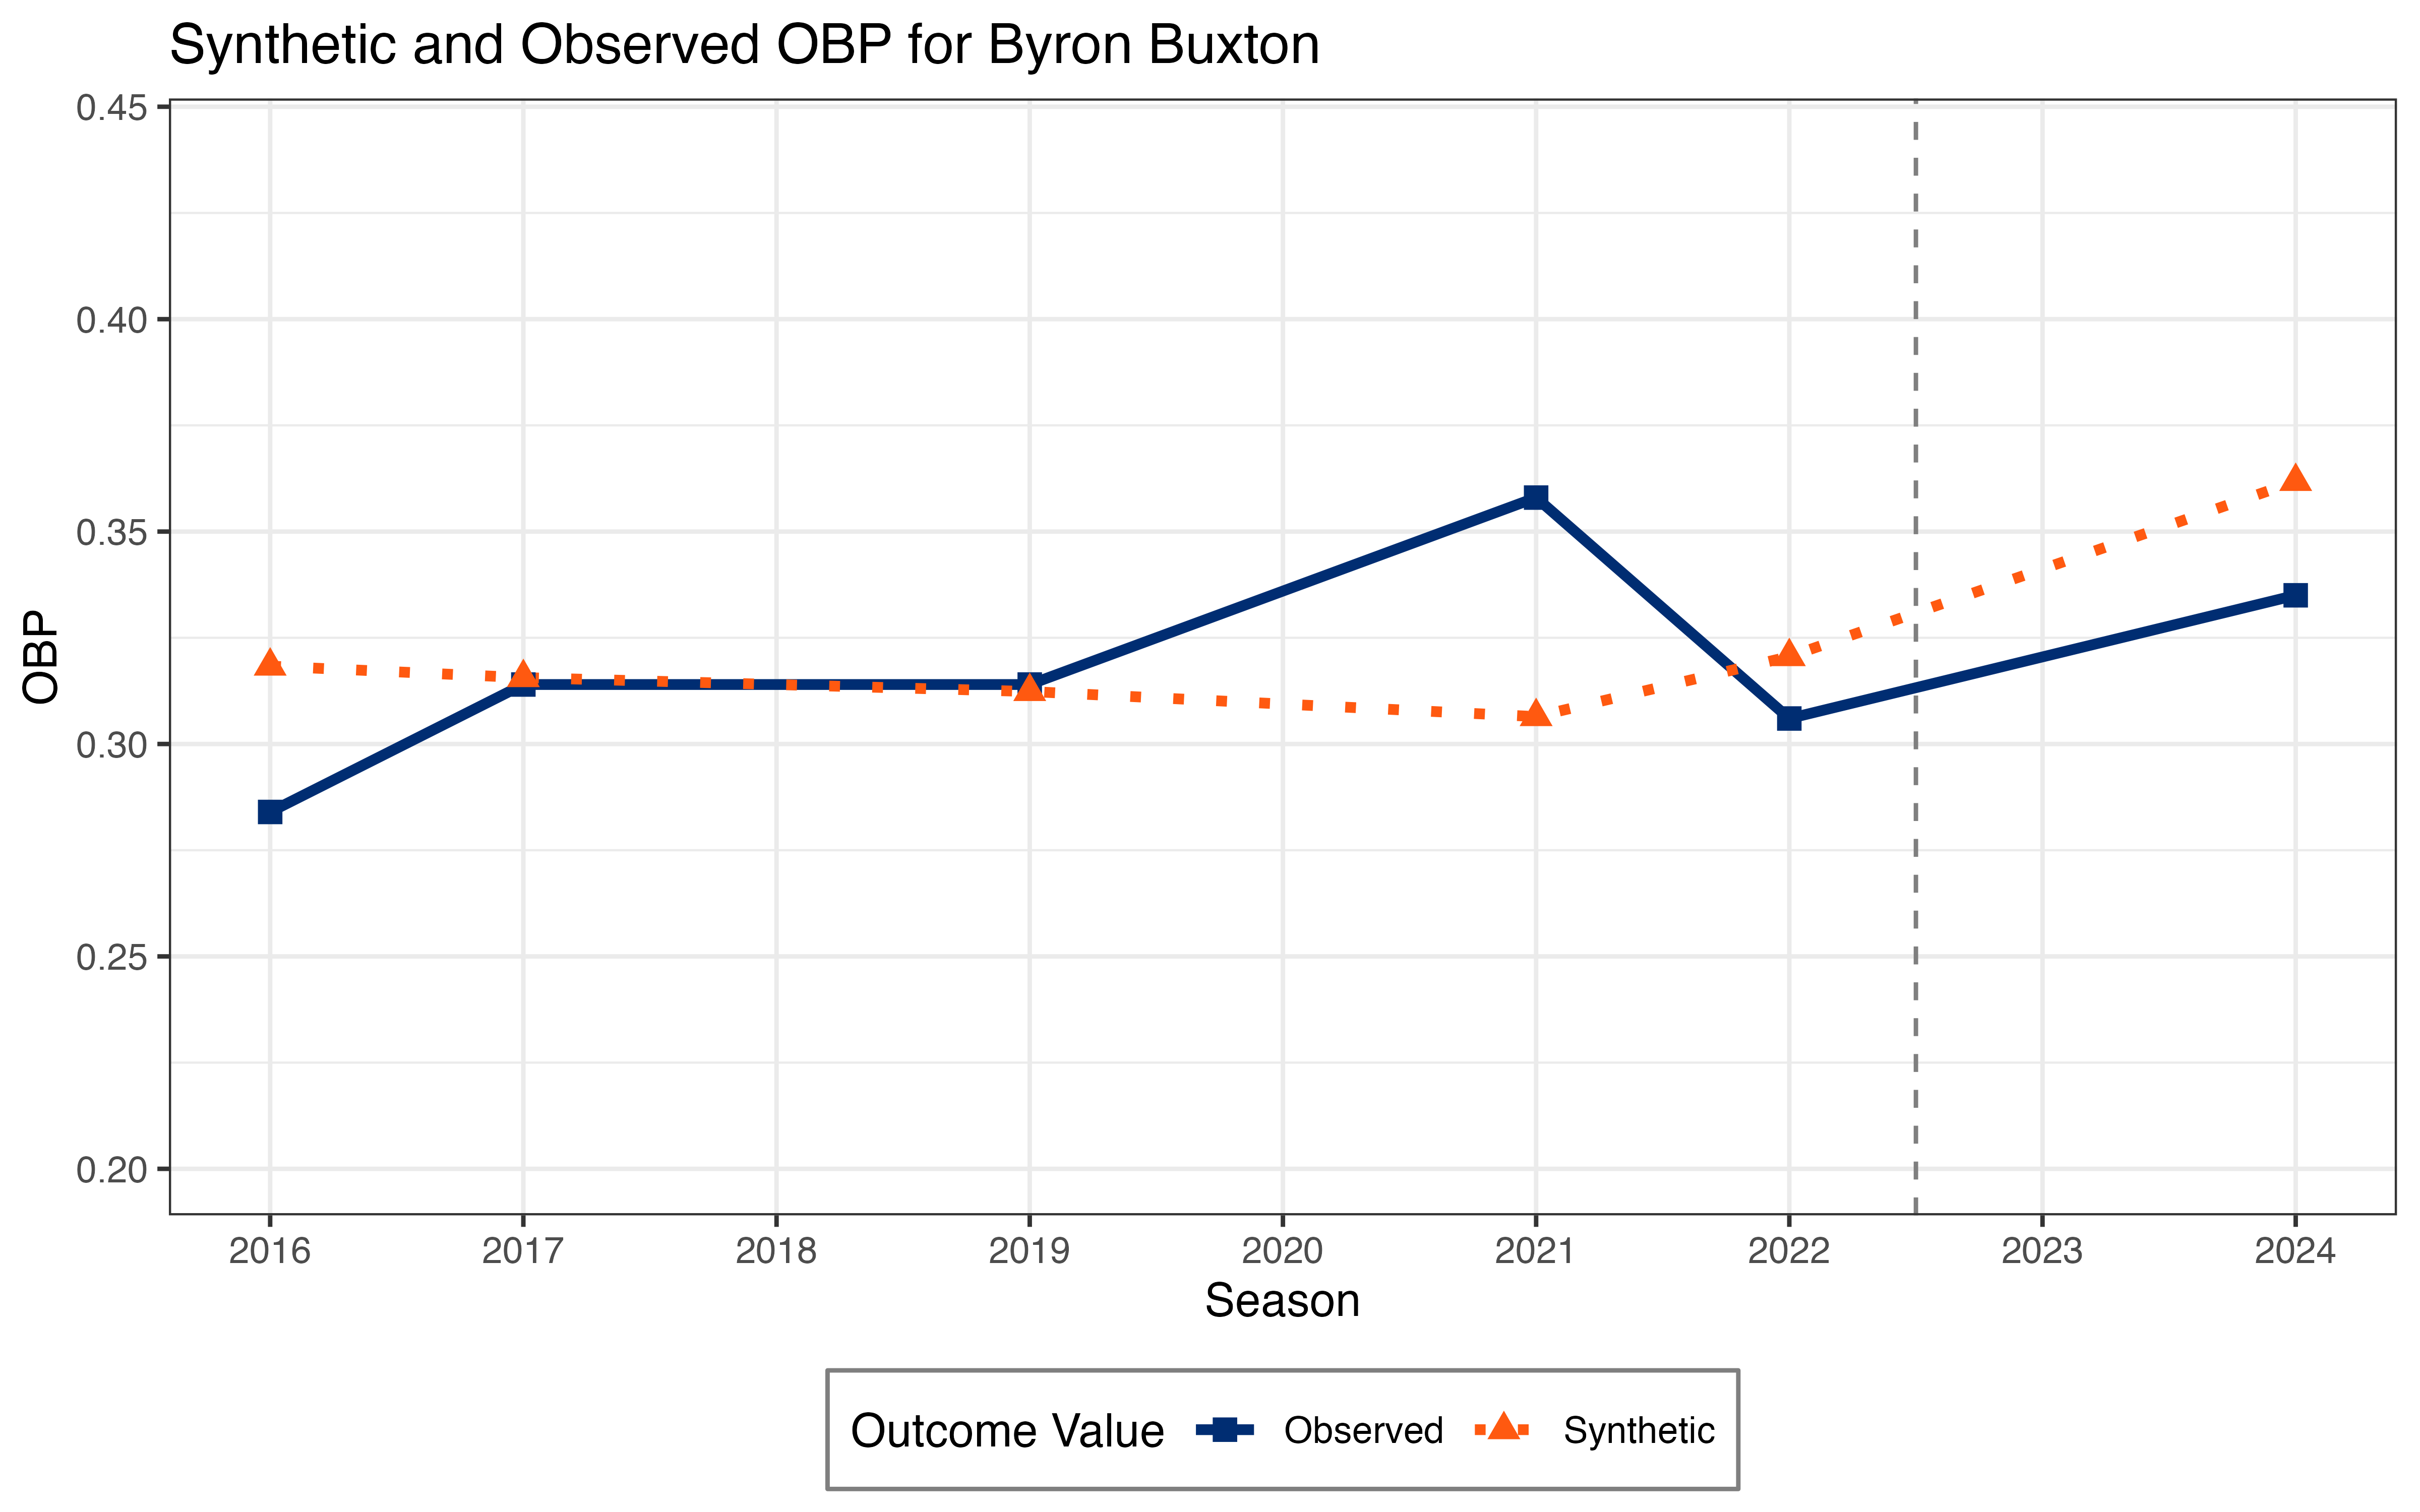 Synthetic and Observed OBP for Byron Buxton
0.45
0.40
0.35
0.30
0.25
0.20
OBP
2016 2017 2018 2019 2020 2021 2022 2023 2024
Season
Outcome Value Observed Synthetic